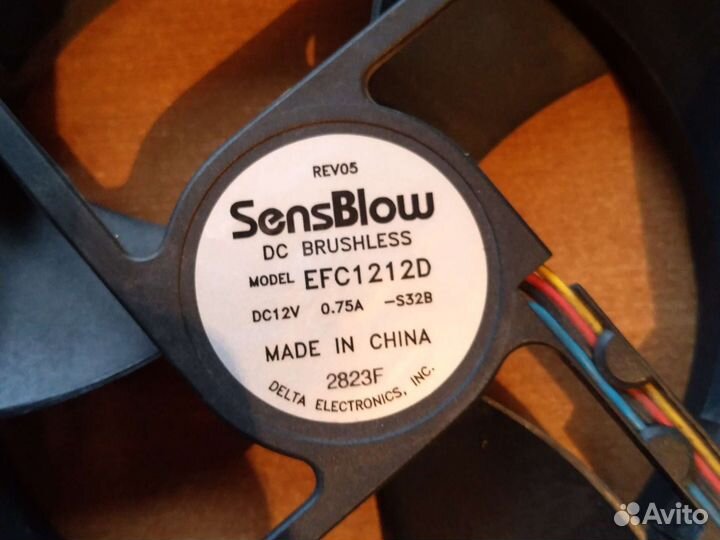 REV05
SensBlow
DC BRUSHLESS
MODEL EFC1212D
DC12V 0.75A -S32B
MADE IN CHINA
2823F
DELTA ELECTRONICS, INC.
Avito